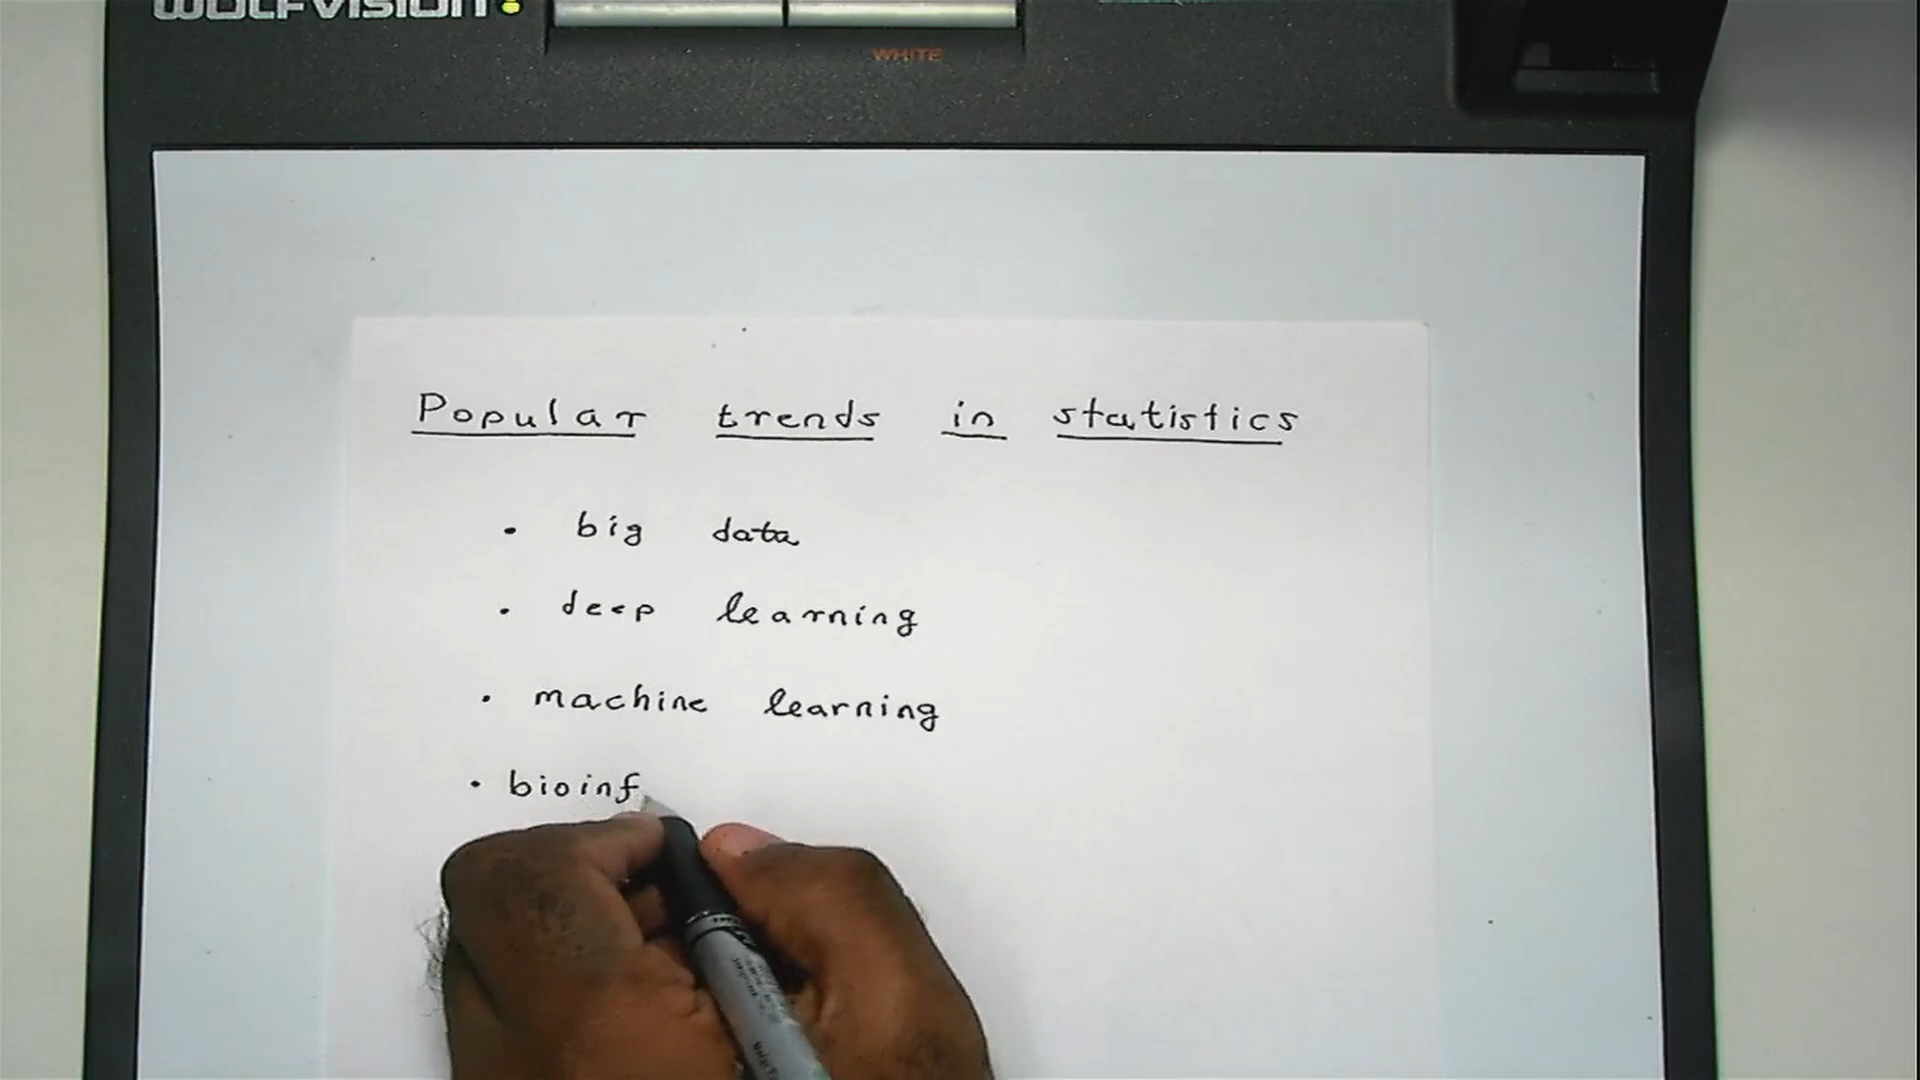 WOLFVISION
WHITE
Popular trends in statistics
• big data
• deep learning
• machine learning
• bioinf